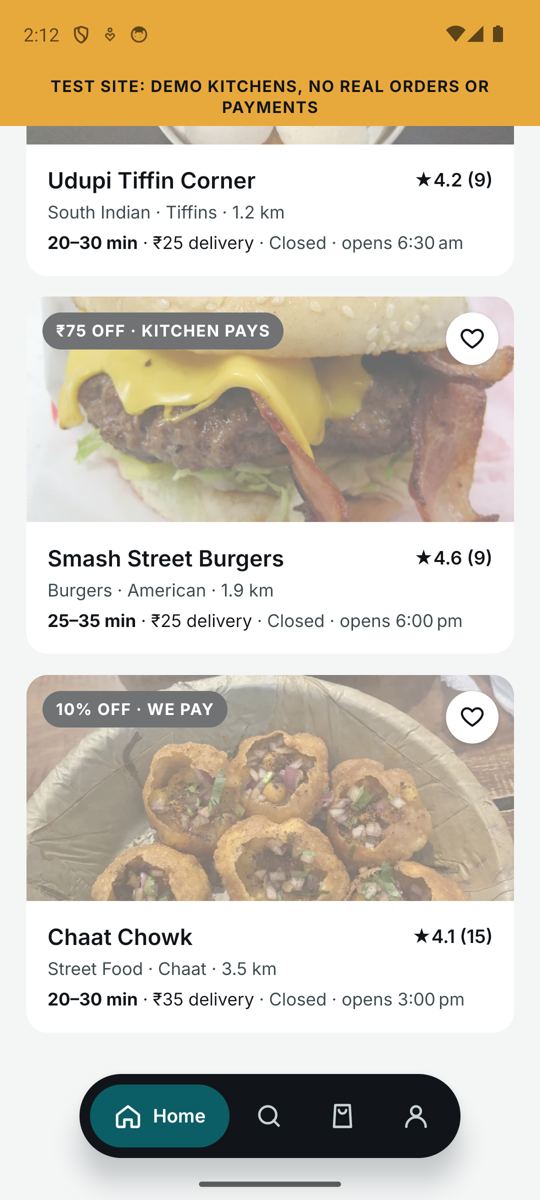 2:12
TEST SITE: DEMO KITCHENS, NO REAL ORDERS OR
PAYMENTS
Udupi Tiffin Corner ★4.2 (9)
South Indian · Tiffins · 1.2 km
20–30 min · ₹25 delivery · Closed · opens 6:30 am
₹75 OFF · KITCHEN PAYS
Smash Street Burgers ★4.6 (9)
Burgers · American · 1.9 km
25–35 min · ₹25 delivery · Closed · opens 6:00 pm
10% OFF · WE PAY
Chaat Chowk ★4.1 (15)
Street Food · Chaat · 3.5 km
20–30 min · ₹35 delivery · Closed · opens 3:00 pm
Home